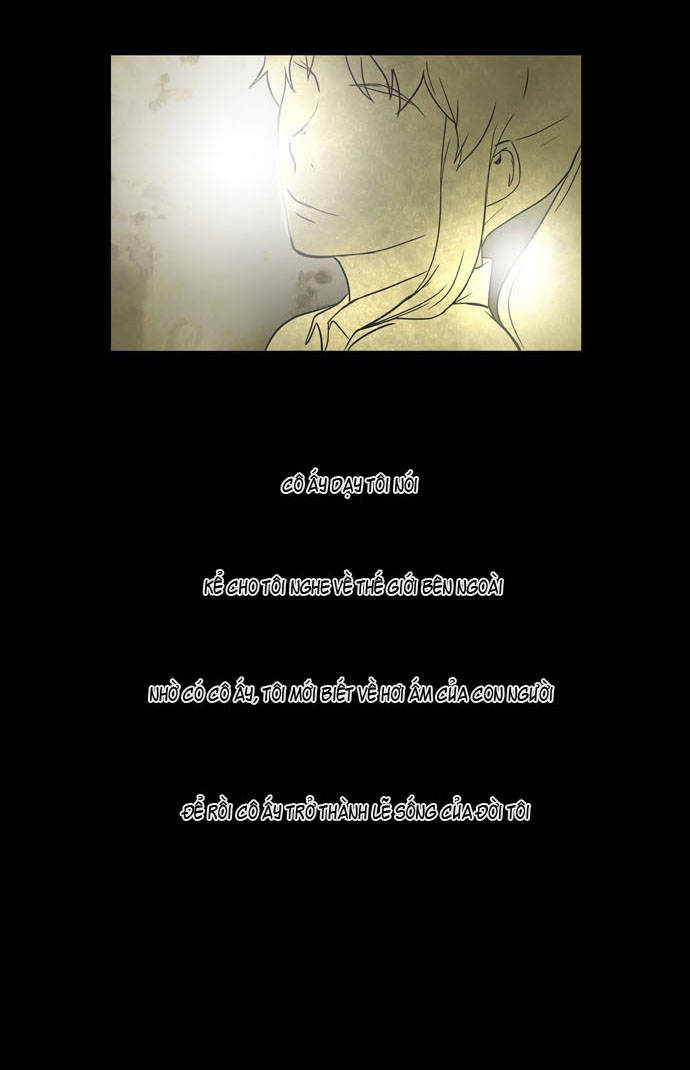 CÔ ẤY DẠY TÔI NÓI
KỂ CHO TÔI NGHE VỀ THẾ GIỚI BÊN NGOÀI
NHỜ CÓ CÔ ẤY, TÔI MỚI BIẾT VỀ HƠI ẤM CỦA CON NGƯỜI
ĐỂ RỒI CÔ ẤY TRỞ THÀNH LẼ SỐNG CỦA ĐỜI TÔI